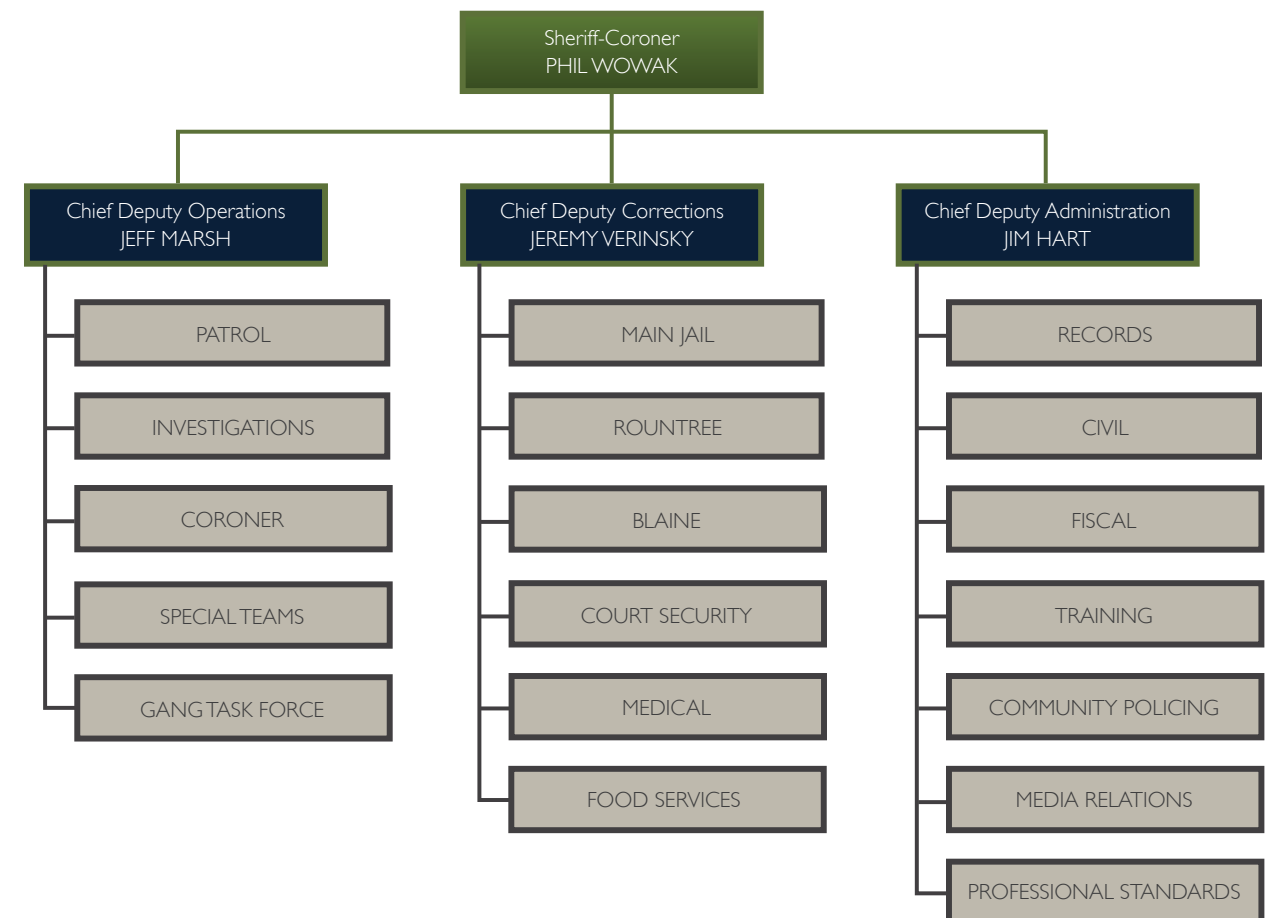 Sheriff-Coroner
PHIL WOWAK
Chief Deputy Operations
JEFF MARSH
PATROL
INVESTIGATIONS
CORONER
SPECIAL TEAMS
GANG TASK FORCE
Chief Deputy Corrections
JEREMY VERINSKY
MAIN JAIL
ROUNTREE
BLAINE
COURT SECURITY
MEDICAL
FOOD SERVICES
Chief Deputy Administration
JIM HART
RECORDS
CIVIL
FISCAL
TRAINING
COMMUNITY POLICING
MEDIA RELATIONS
PROFESSIONAL STANDARDS